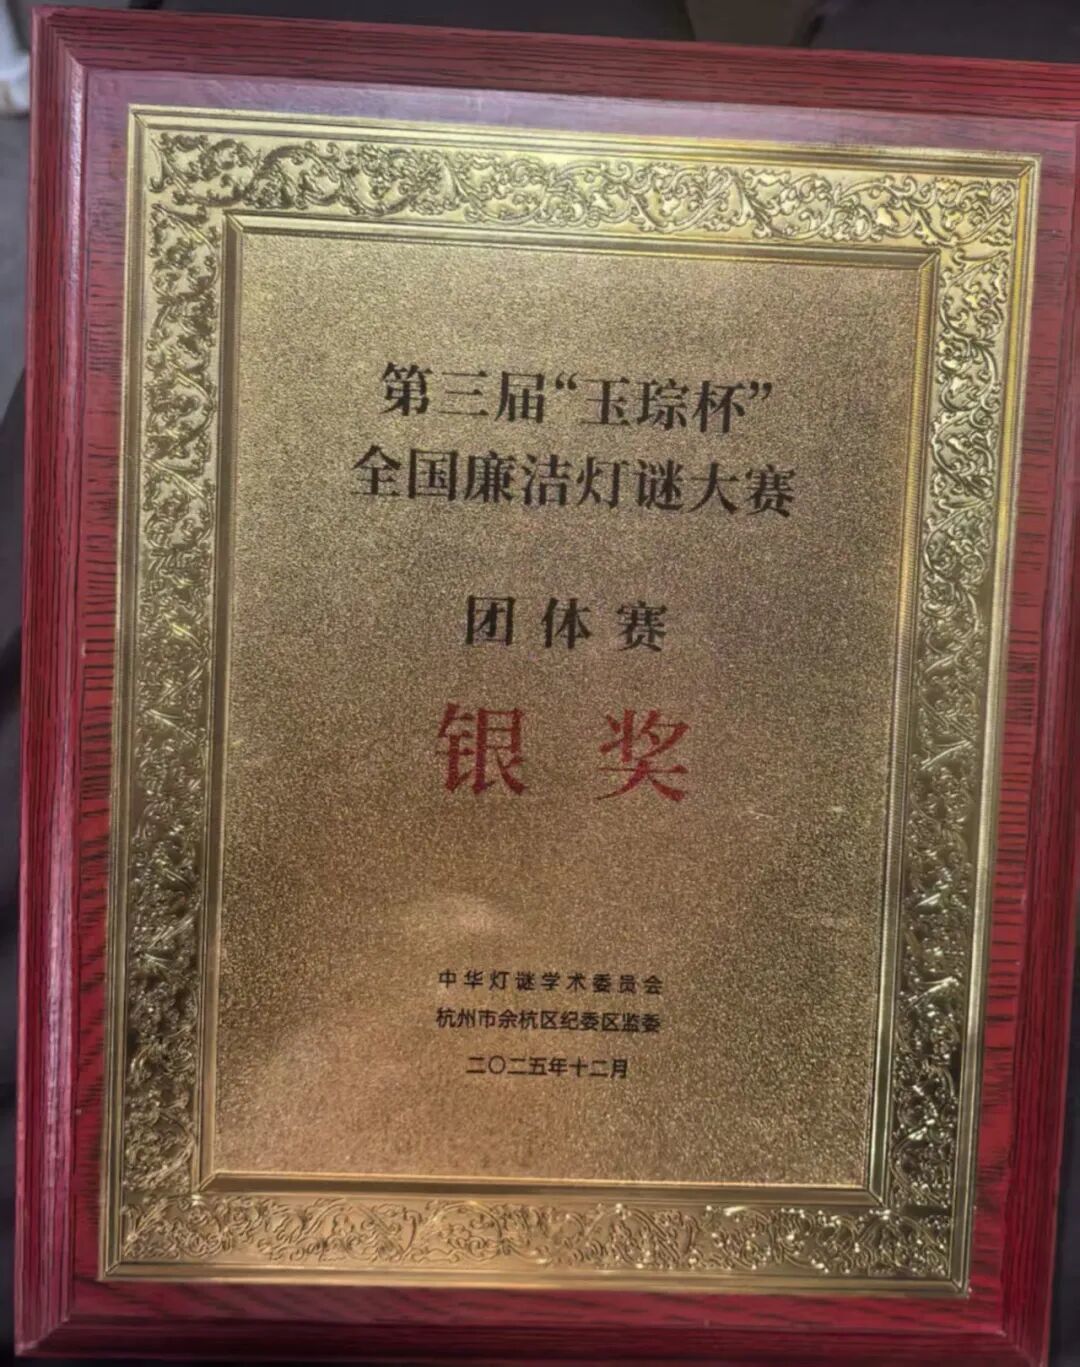 第三届“玉琮杯”
全国廉洁灯谜大赛
团体赛
银奖
中华灯谜学术委员会
杭州市余杭区纪委区监委
二〇二五年十二月